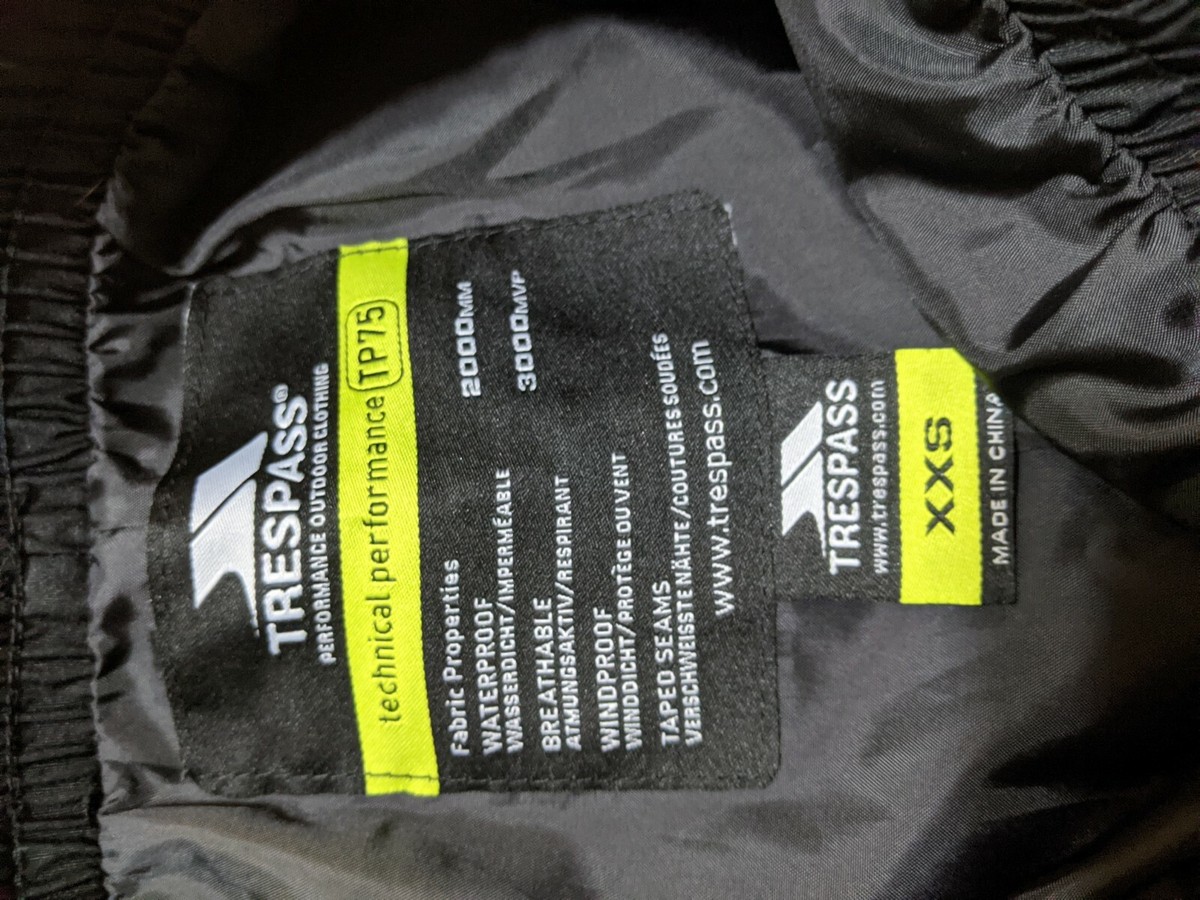 TRESPASS®
PERFORMANCE OUTDOOR CLOTHING
technical performance TP75
Fabric Properties
WATERPROOF 2000MM
WASSERDICHT/IMPERMÉABLE
BREATHABLE 3000MVP
ATMUNGSAKTIV/RESPIRANT
WINDPROOF
WINDDICHT/PROTÈGE DU VENT
TAPED SEAMS
VERSCHWEISSTE NÄHTE/COUTURES SOUDÉES
www.trespass.com
TRESPASS
www.trespass.com
XXS
MADE IN CHINA